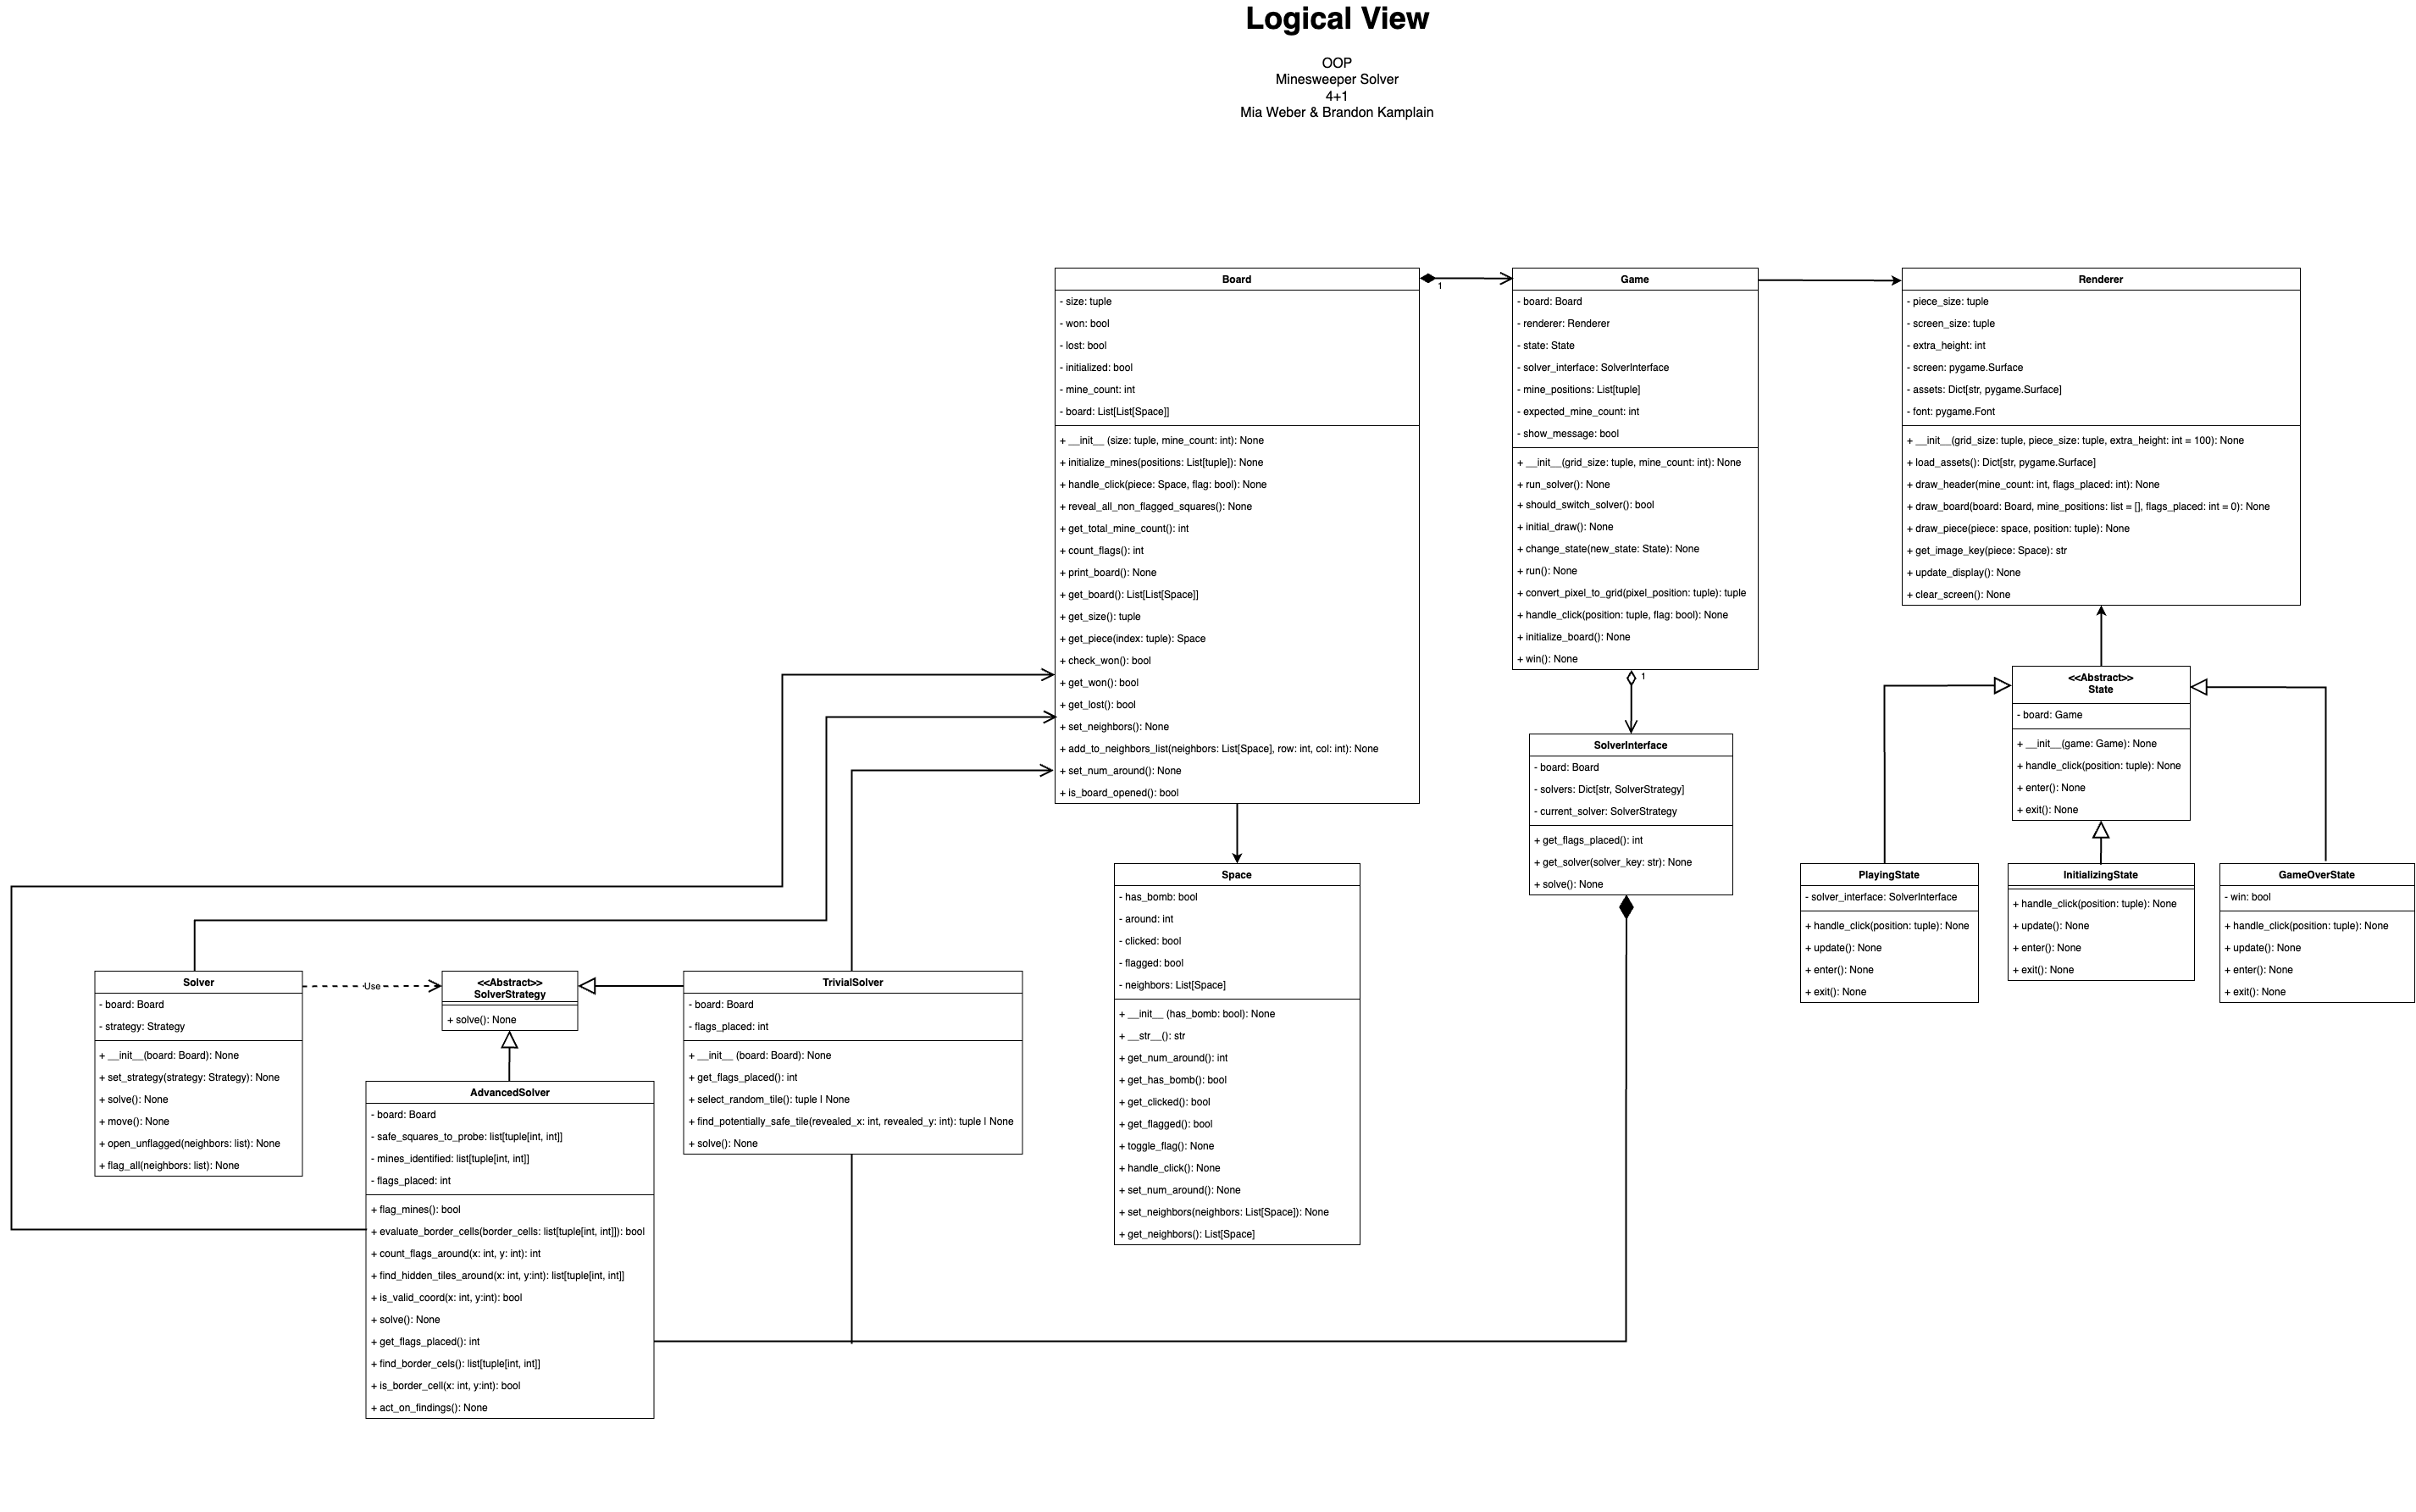 Logical View
OOP
Minesweeper Solver
4+1
Mia Weber & Brandon Kamplain
Board
- size: tuple
- won: bool
- lost: bool
- initialized: bool
- mine_count: int
- board: List[List[Space]]
+ __init__ (size: tuple, mine_count: int): None
+ initialize_mines(positions: List[tuple]): None
+ handle_click(piece: Space, flag: bool): None
+ reveal_all_non_flagged_squares(): None
+ get_total_mine_count(): int
+ count_flags(): int
+ print_board(): None
+ get_board(): List[List[Space]]
+ get_size(): tuple
+ get_piece(index: tuple): Space
+ check_won(): bool
+ get_won(): bool
+ get_lost(): bool
+ set_neighbors(): None
+ add_to_neighbors_list(neighbors: List[Space], row: int, col: int): None
+ set_num_around(): None
+ is_board_opened(): bool
1
Game
- board: Board
- renderer: Renderer
- state: State
- solver_interface: SolverInterface
- mine_positions: List[tuple]
- expected_mine_count: int
- show_message: bool
+ __init__(grid_size: tuple, mine_count: int): None
+ run_solver(): None
+ should_switch_solver(): bool
+ initial_draw(): None
+ change_state(new_state: State): None
+ run(): None
+ convert_pixel_to_grid(pixel_position: tuple): tuple
+ handle_click(position: tuple, flag: bool): None
+ initialize_board(): None
+ win(): None
1
Renderer
- piece_size: tuple
- screen_size: tuple
- extra_height: int
- screen: pygame.Surface
- assets: Dict[str, pygame.Surface]
- font: pygame.Font
+ __init__(grid_size: tuple, piece_size: tuple, extra_height: int = 100): None
+ load_assets(): Dict[str, pygame.Surface]
+ draw_header(mine_count: int, flags_placed: int): None
+ draw_board(board: Board, mine_positions: list = [], flags_placed: int = 0): None
+ draw_piece(piece: space, position: tuple): None
+ get_image_key(piece: Space): str
+ update_display(): None
+ clear_screen(): None
<<Abstract>>
State
- board: Game
+ __init__(game: Game): None
+ handle_click(position: tuple): None
+ enter(): None
+ exit(): None
SolverInterface
- board: Board
- solvers: Dict[str, SolverStrategy]
- current_solver: SolverStrategy
+ get_flags_placed(): int
+ get_solver(solver_key: str): None
+ solve(): None
Space
- has_bomb: bool
- around: int
- clicked: bool
- flagged: bool
- neighbors: List[Space]
+ __init__ (has_bomb: bool): None
+ __str__(): str
+ get_num_around(): int
+ get_has_bomb(): bool
+ get_clicked(): bool
+ get_flagged(): bool
+ toggle_flag(): None
+ handle_click(): None
+ set_num_around(): None
+ set_neighbors(neighbors: List[Space]): None
+ get_neighbors(): List[Space]
PlayingState
- solver_interface: SolverInterface
+ handle_click(position: tuple): None
+ update(): None
+ enter(): None
+ exit(): None
InitializingState
+ handle_click(position: tuple): None
+ update(): None
+ enter(): None
+ exit(): None
GameOverState
- win: bool
+ handle_click(position: tuple): None
+ update(): None
+ enter(): None
+ exit(): None
Solver
- board: Board
- strategy: Strategy
+ __init__(board: Board): None
+ set_strategy(strategy: Strategy): None
+ solve(): None
+ move(): None
+ open_unflagged(neighbors: list): None
+ flag_all(neighbors: list): None
Use
<<Abstract>>
SolverStrategy
+ solve(): None
TrivialSolver
- board: Board
- flags_placed: int
+ __init__ (board: Board): None
+ get_flags_placed(): int
+ select_random_tile(): tuple | None
+ find_potentially_safe_tile(revealed_x: int, revealed_y: int): tuple | None
+ solve(): None
AdvancedSolver
- board: Board
- safe_squares_to_probe: list[tuple[int, int]]
- mines_identified: list[tuple[int, int]]
- flags_placed: int
+ flag_mines(): bool
+ evaluate_border_cells(border_cells: list[tuple[int, int]]): bool
+ count_flags_around(x: int, y: int): int
+ find_hidden_tiles_around(x: int, y:int): list[tuple[int, int]]
+ is_valid_coord(x: int, y:int): bool
+ solve(): None
+ get_flags_placed(): int
+ find_border_cels(): list[tuple[int, int]]
+ is_border_cell(x: int, y:int): bool
+ act_on_findings(): None